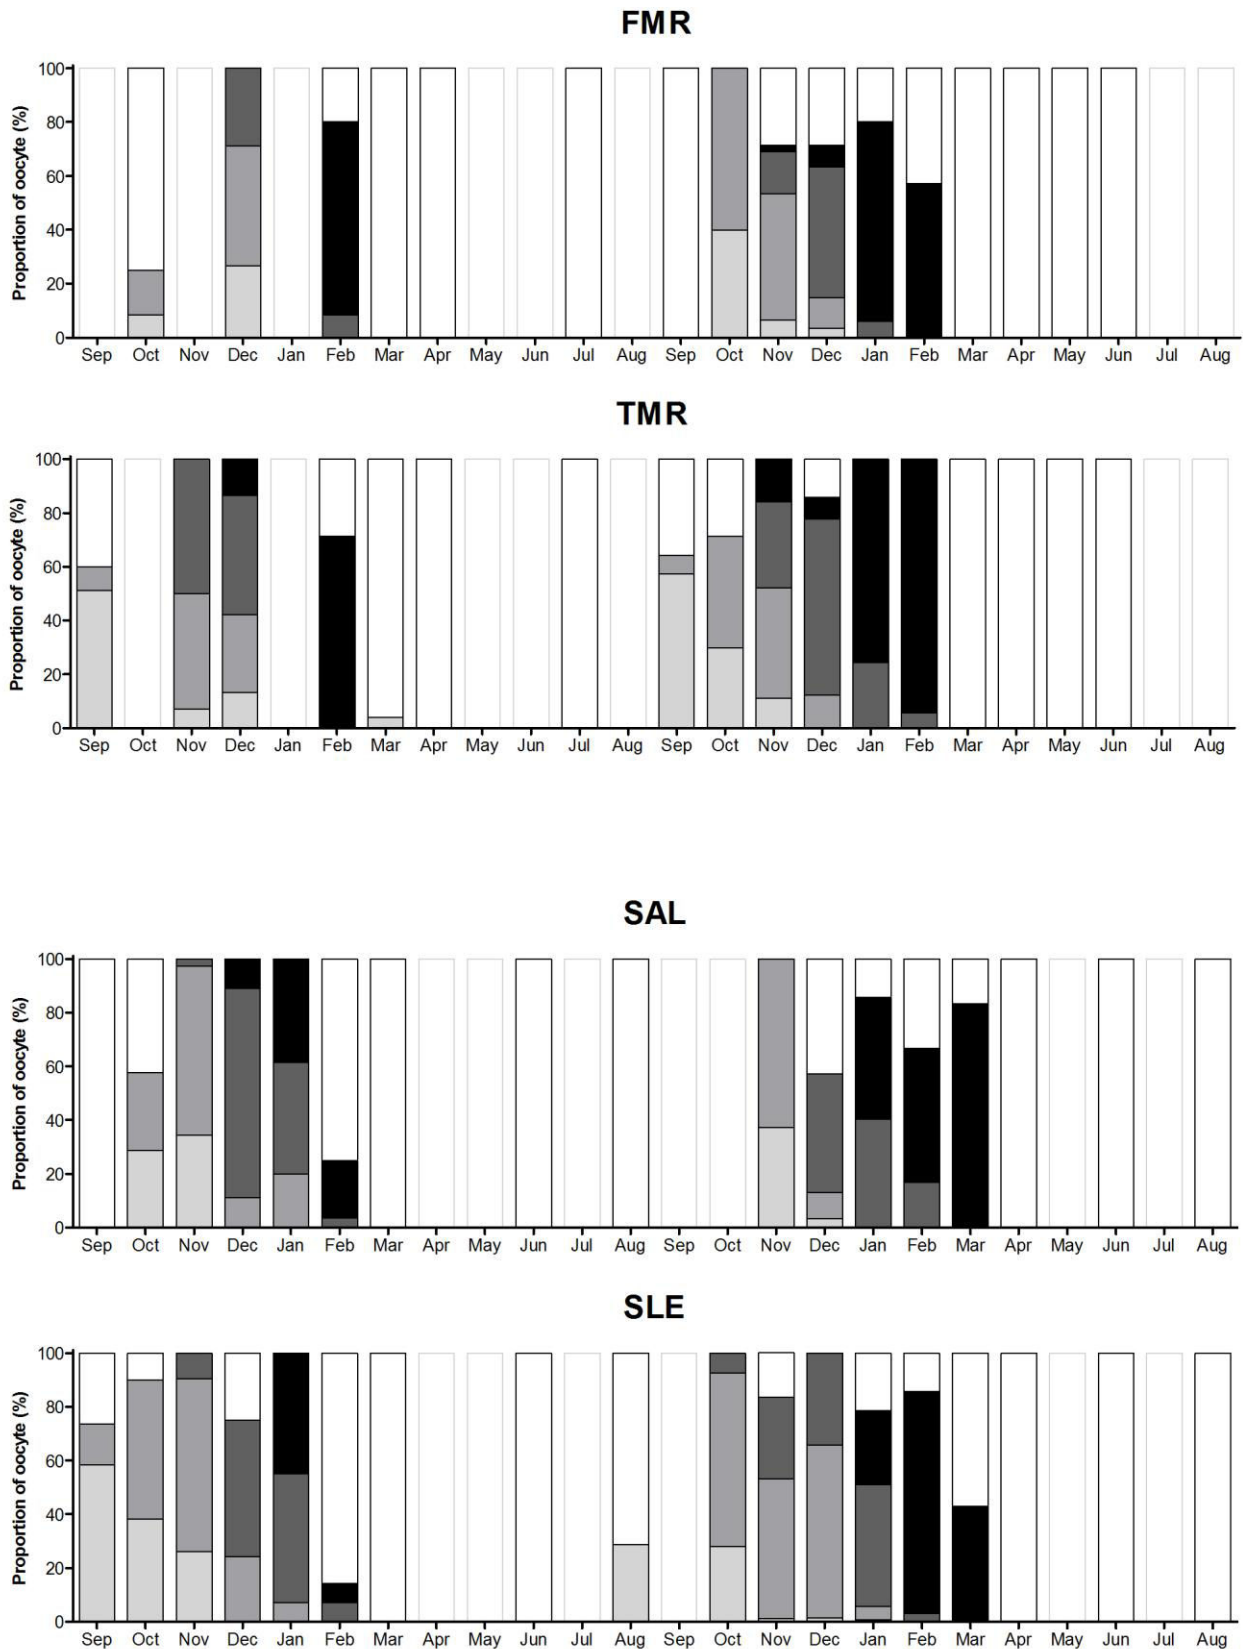 FMR
Proportion of oocyte (%)
100
80
60
40
20
0
Sep Oct Nov Dec Jan Feb Mar Apr May Jun Jul Aug Sep Oct Nov Dec Jan Feb Mar Apr May Jun Jul Aug
TMR
Proportion of oocyte (%)
100
80
60
40
20
0
Sep Oct Nov Dec Jan Feb Mar Apr May Jun Jul Aug Sep Oct Nov Dec Jan Feb Mar Apr May Jun Jul Aug
SAL
Proportion of oocyte (%)
100
80
60
40
20
0
Sep Oct Nov Dec Jan Feb Mar Apr May Jun Jul Aug Sep Oct Nov Dec Jan Feb Mar Apr May Jun Jul Aug
SLE
Proportion of oocyte (%)
100
80
60
40
20
0
Sep Oct Nov Dec Jan Feb Mar Apr May Jun Jul Aug Sep Oct Nov Dec Jan Feb Mar Apr May Jun Jul Aug